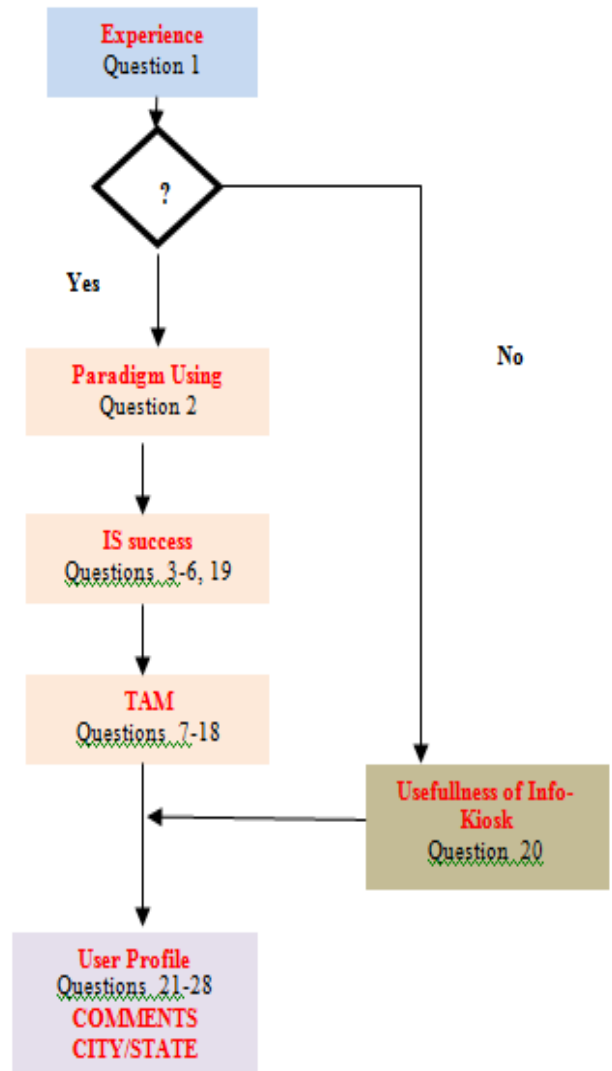 Experience
Question 1
?
Yes
No
Paradigm Using
Question 2
IS success
Questions 3-6, 19
TAM
Questions 7-18
Usefullness of Info-
Kiosk
Question 20
User Profile
Questions 21-28
COMMENTS
CITY/STATE